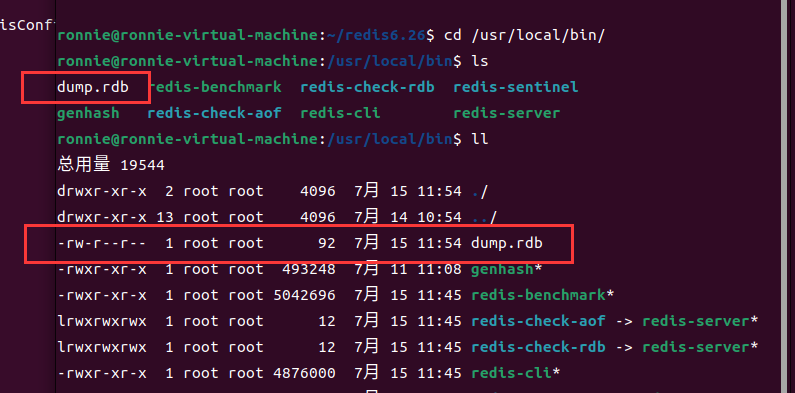 isConf
ronnie@ronnie-virtual-machine:~/redis6.26$ cd /usr/local/bin/
ronnie@ronnie-virtual-machine:/usr/local/bin$ ls
dump.rdb redis-benchmark redis-check-rdb redis-sentinel
genhash redis-check-aof redis-cli redis-server
ronnie@ronnie-virtual-machine:/usr/local/bin$ ll
总用量 19544
drwxr-xr-x 2 root root 4096 7月 15 11:54 ./
drwxr-xr-x 13 root root 4096 7月 14 10:54 ../
-rw-r--r-- 1 root root 92 7月 15 11:54 dump.rdb
-rwxr-xr-x 1 root root 493248 7月 11 11:08 genhash*
-rwxr-xr-x 1 root root 5042696 7月 15 11:45 redis-benchmark*
lrwxrwxrwx 1 root root 12 7月 15 11:45 redis-check-aof -> redis-server*
lrwxrwxrwx 1 root root 12 7月 15 11:45 redis-check-rdb -> redis-server*
-rwxr-xr-x 1 root root 4876000 7月 15 11:45 redis-cli*